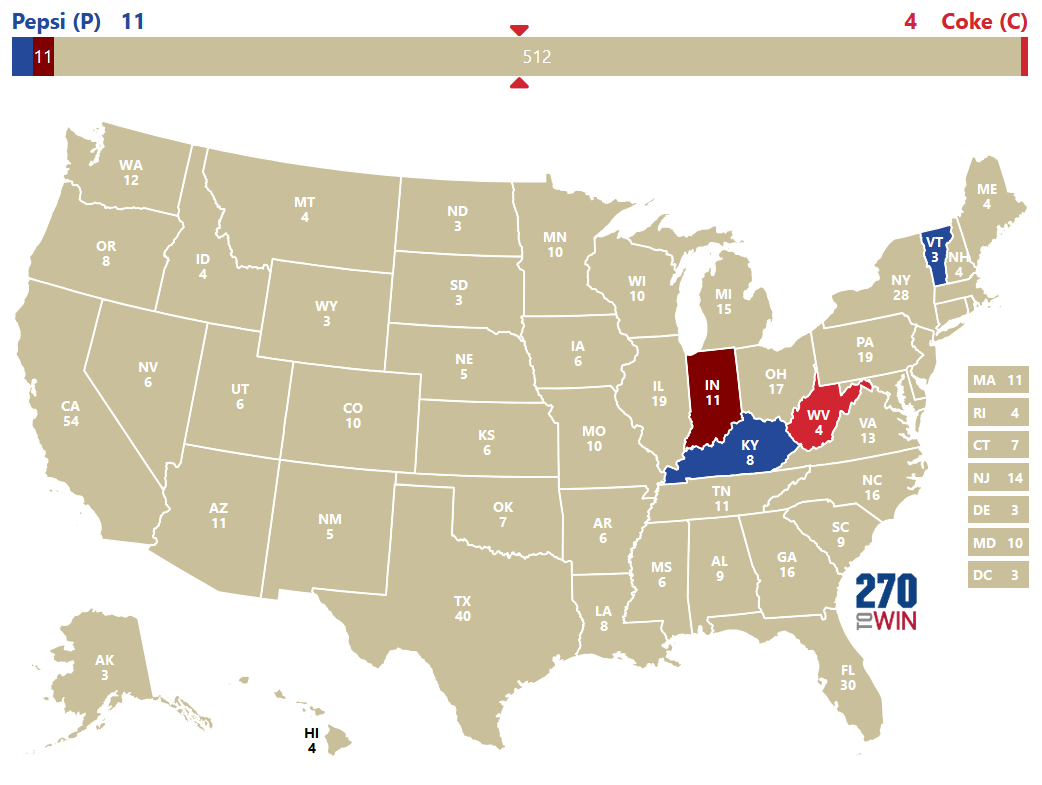 Pepsi (P) 11
4 Coke (C)
11
512
WA
12
OR
8
CA
54
NV
6
ID
4
MT
4
WY
3
UT
6
AZ
11
CO
10
NM
5
ND
3
SD
3
NE
5
KS
6
OK
7
TX
40
MN
10
IA
6
MO
10
AR
6
LA
8
WI
10
IL
19
MI
15
IN
11
OH
17
KY
8
TN
11
MS
6
AL
9
GA
16
FL
30
SC
9
NC
16
VA
13
WV
4
PA
19
NY
28
VT
3
NH
4
ME
4
MA 11
RI 4
CT 7
NJ 14
DE 3
MD 10
DC 3
AK
3
HI
4
270
TO WIN